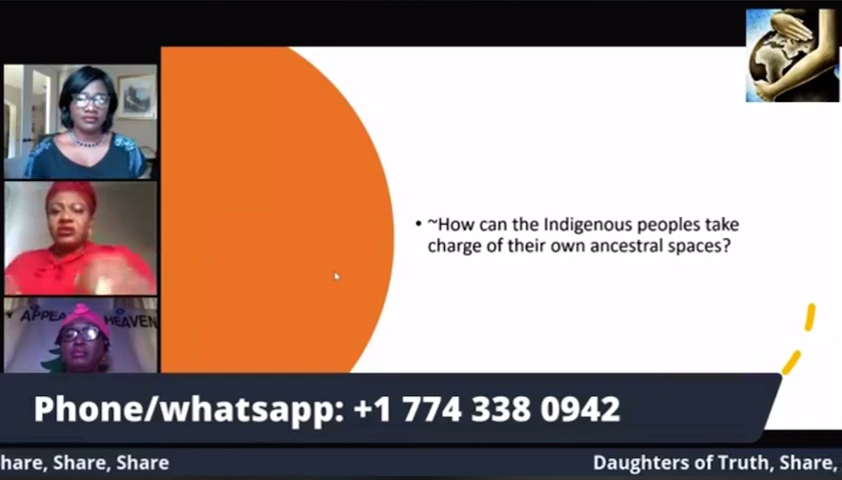 • ~How can the Indigenous peoples take
charge of their own ancestral spaces?
APPEA HEAVEN
Phone/whatsapp: +1 774 338 0942
hare, Share, Share
Daughters of Truth, Share,